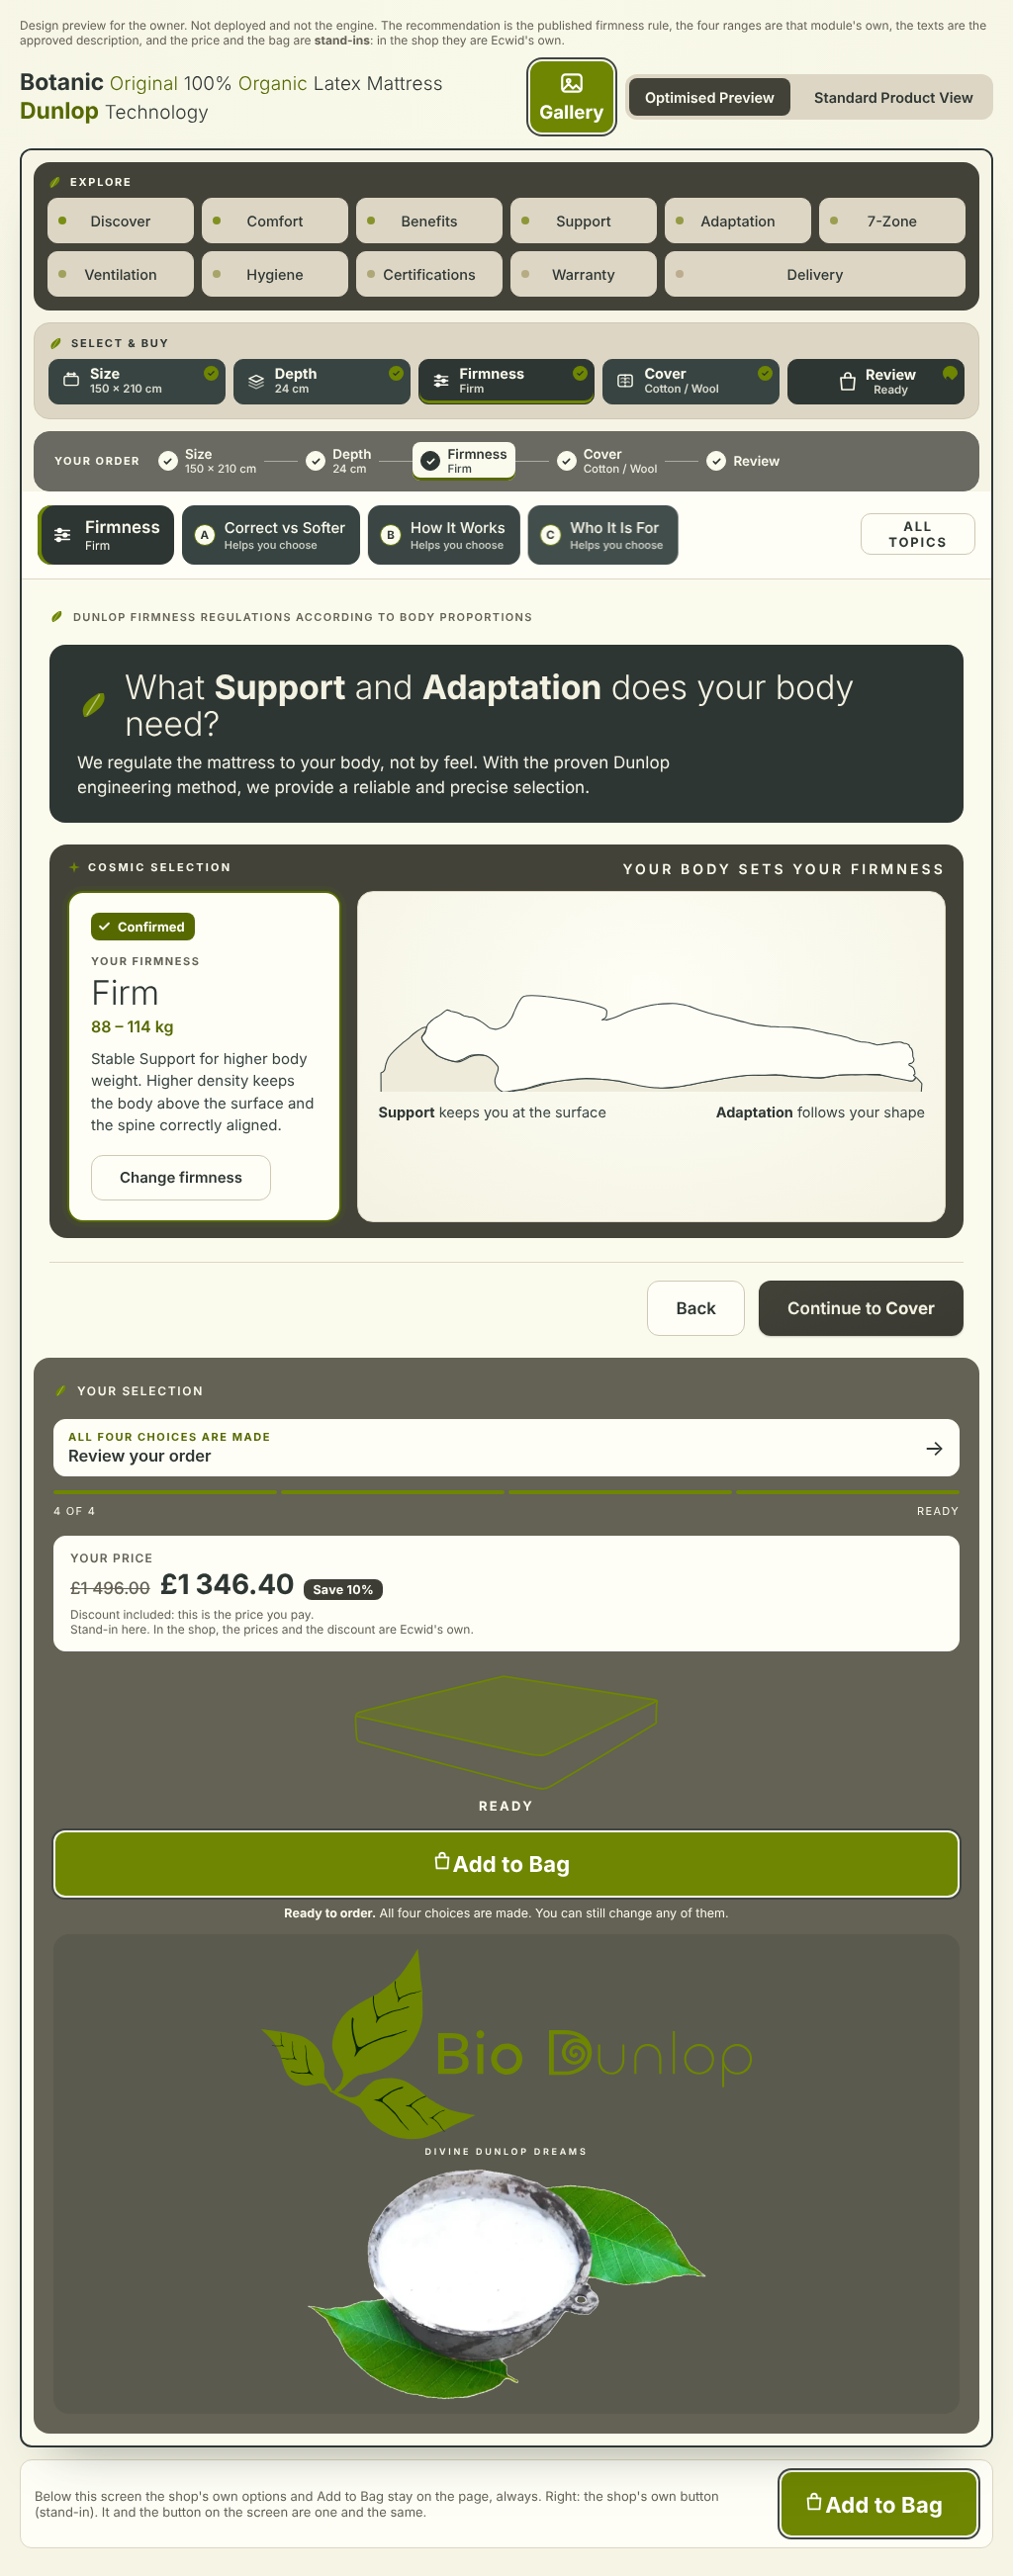 Design preview for the owner. Not deployed and not the engine. The recommendation is the published firmness rule, the four ranges are that module's own, the texts are the
approved description, and the price and the bag are stand-ins: in the shop they are Ecwid's own.
Botanic Original 100% Organic Latex Mattress
Dunlop Technology
Gallery
Optimised Preview
Standard Product View
EXPLORE
Discover
Comfort
Benefits
Support
Adaptation
7-Zone
Ventilation
Hygiene
Certifications
Warranty
Delivery
SELECT & BUY
Size
150 × 210 cm
Depth
24 cm
Firmness
Firm
Cover
Cotton / Wool
Review
Ready
YOUR ORDER
Size
150 × 210 cm
Depth
24 cm
Firmness
Firm
Cover
Cotton / Wool
Review
Firmness
Firm
A
Correct vs Softer
Helps you choose
B
How It Works
Helps you choose
C
Who It Is For
Helps you choose
ALL
TOPICS
DUNLOP FIRMNESS REGULATIONS ACCORDING TO BODY PROPORTIONS
What Support and Adaptation does your body
need?
We regulate the mattress to your body, not by feel. With the proven Dunlop
engineering method, we provide a reliable and precise selection.
COSMIC SELECTION
YOUR BODY SETS YOUR FIRMNESS
Confirmed
YOUR FIRMNESS
Firm
88 – 114 kg
Stable Support for higher body
weight. Higher density keeps
the body above the surface and
the spine correctly aligned.
Change firmness
Support keeps you at the surface
Adaptation follows your shape
Back
Continue to Cover
YOUR SELECTION
ALL FOUR CHOICES ARE MADE
Review your order
4 OF 4
READY
YOUR PRICE
£1 496.00 £1 346.40 Save 10%
Discount included: this is the price you pay.
Stand-in here. In the shop, the prices and the discount are Ecwid's own.
READY
Add to Bag
Ready to order. All four choices are made. You can still change any of them.
Bio Dunlop
DIVINE DUNLOP DREAMS
Below this screen the shop's own options and Add to Bag stay on the page, always. Right: the shop's own button
(stand-in). It and the button on the screen are one and the same.
Add to Bag